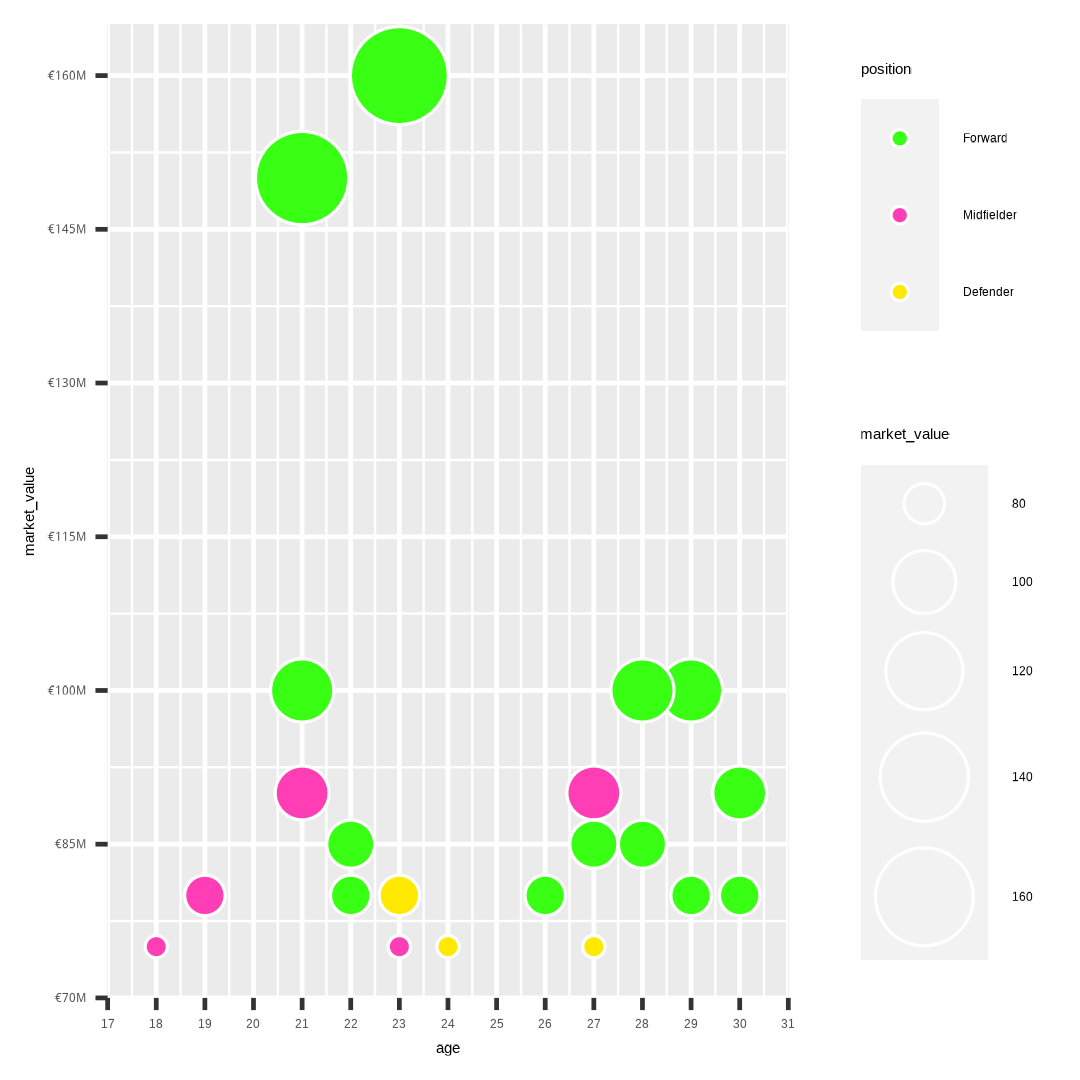 €160M
€145M
€130M
€115M
€100M
€85M
€70M
market_value
17 18 19 20 21 22 23 24 25 26 27 28 29 30 31
age
position
Forward
Midfielder
Defender
market_value
80
100
120
140
160